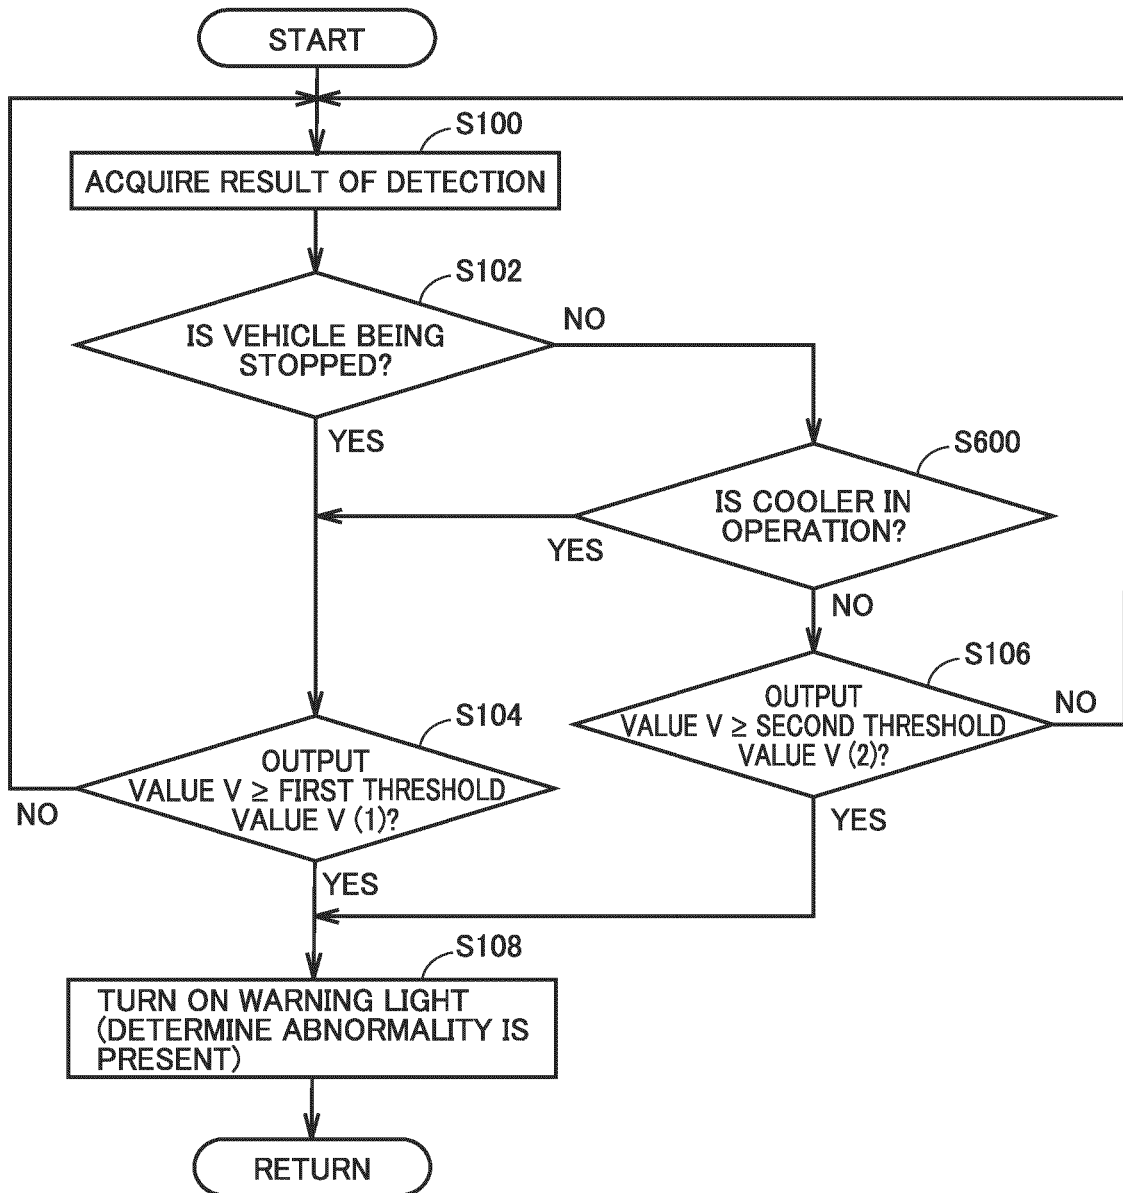 START
S100
ACQUIRE RESULT OF DETECTION
S102
IS VEHICLE BEING
STOPPED?
NO
YES
S600
IS COOLER IN
OPERATION?
YES
NO
S106
OUTPUT
VALUE V ≥ SECOND THRESHOLD
VALUE V (2)?
NO
YES
S104
OUTPUT
VALUE V ≥ FIRST THRESHOLD
VALUE V (1)?
NO
YES
S108
TURN ON WARNING LIGHT
(DETERMINE ABNORMALITY IS
PRESENT)
RETURN